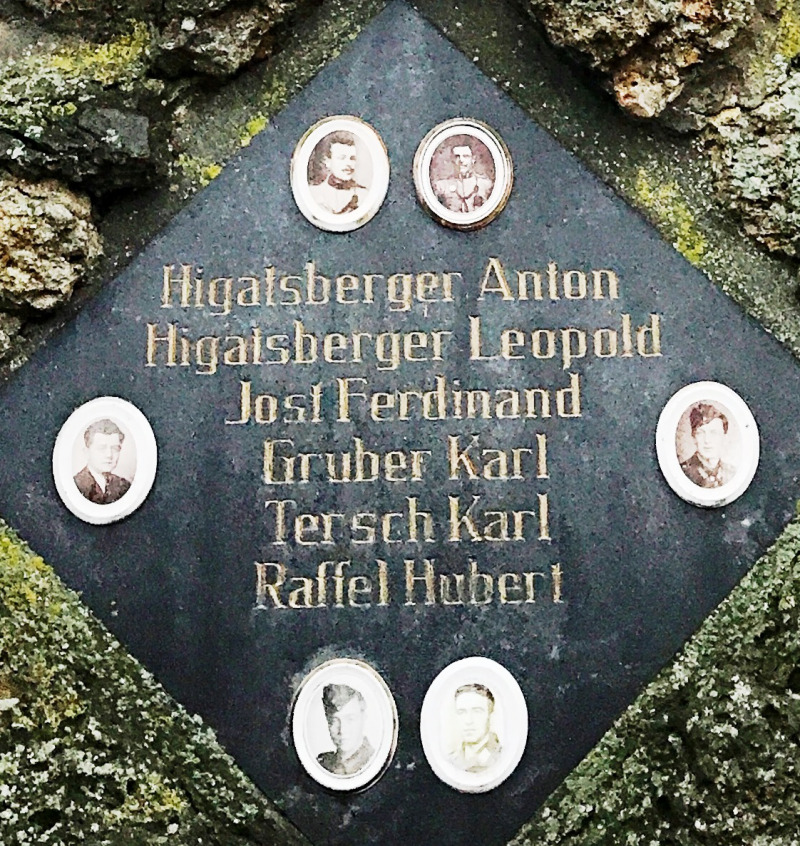 Higatsberger Anton
Higatsberger Leopold
Jost Ferdinand
Gruber Karl
Tersch Karl
Raffel Hubert